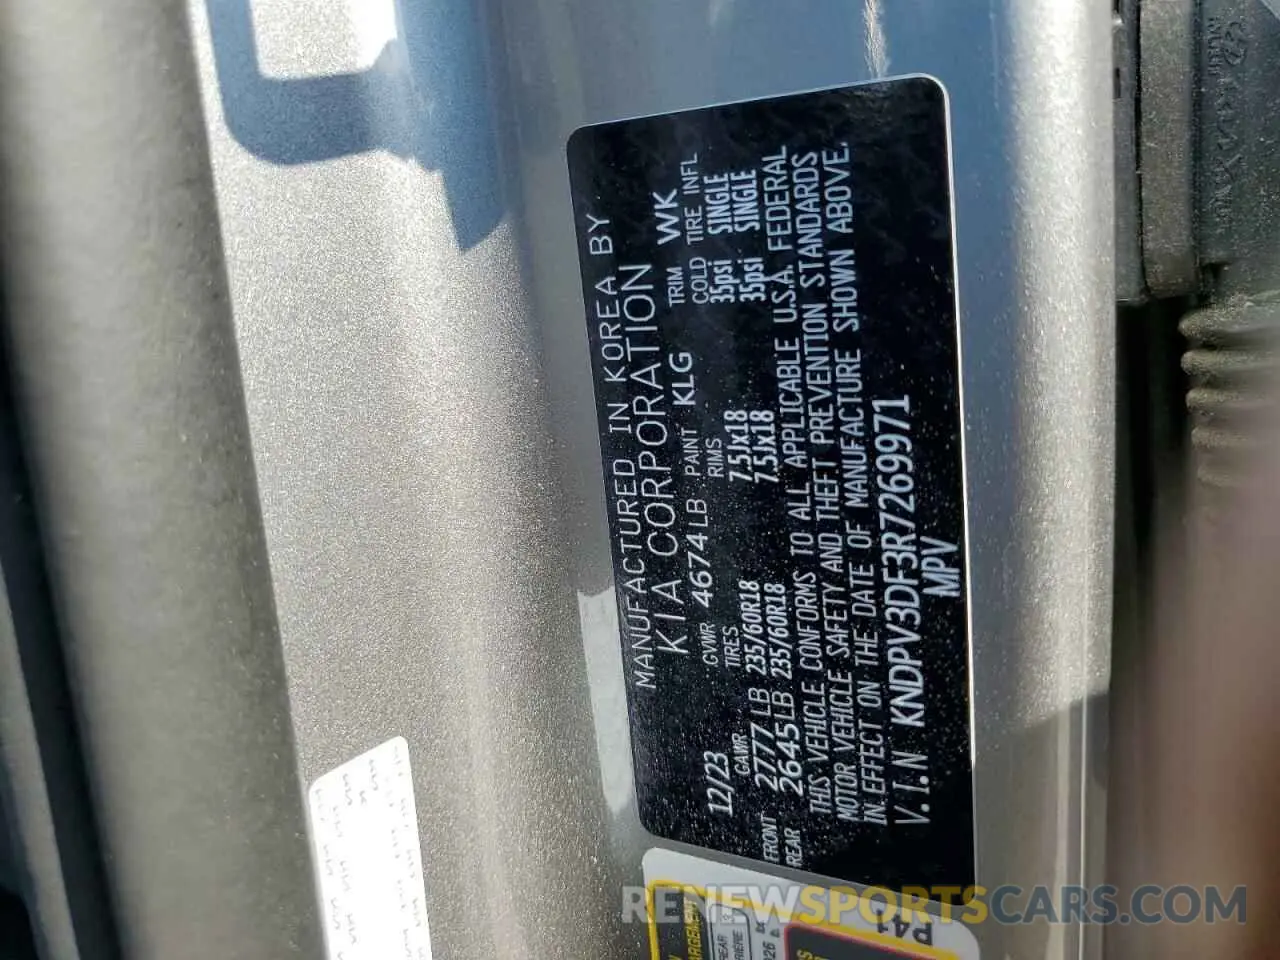 MANUFACTURED IN KOREA BY
KIA CORPORATION
12/23 GVWR 4674LB PAINT KLG TRIM WK
GAWR TIRES RIMS COLD TIRE INFL
FRONT 2777LB 235/60R18 7.5Jx18 35psi SINGLE
REAR 2645LB 235/60R18 7.5Jx18 35psi SINGLE
THIS VEHICLE CONFORMS TO ALL APPLICABLE U.S.A. FEDERAL
MOTOR VEHICLE SAFETY AND THEFT PREVENTION STANDARDS
IN EFFECT ON THE DATE OF MANUFACTURE SHOWN ABOVE.
V.I.N KNDPV3DF3R7269971
MPV
P41
RENEWSPORTSCARS.COM